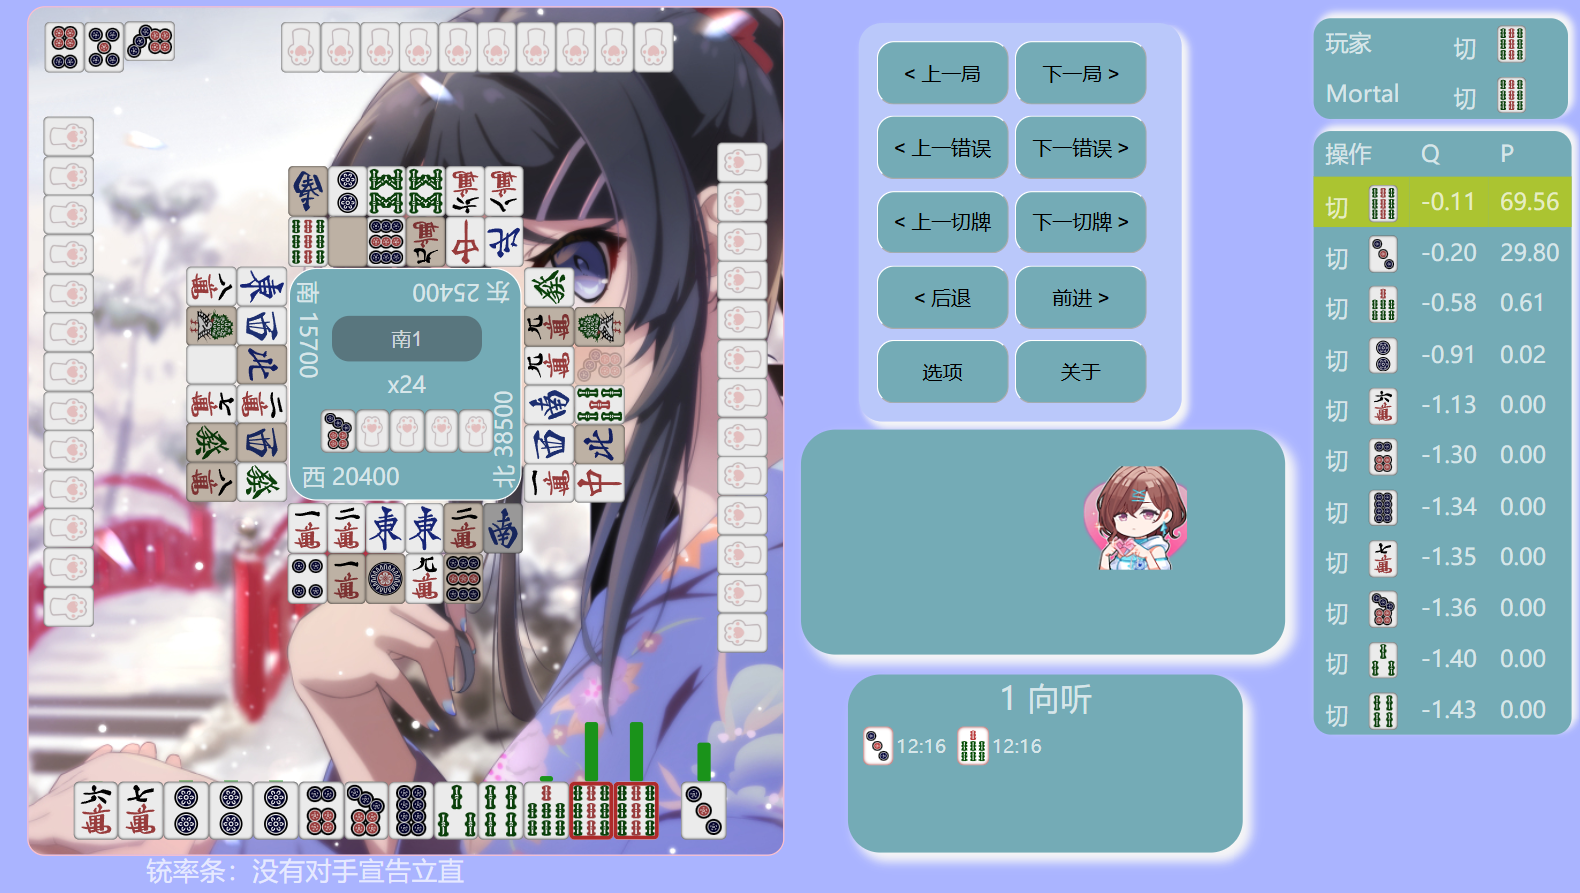 南 15700
东 25400
南1
x24
西 20400
北 38500
铳率条：没有对手宣告立直
< 上一局
下一局 >
< 上一错误
下一错误 >
< 上一切牌
下一切牌 >
< 后退
前进 >
选项
关于
1 向听
12:16
12:16
玩家 切
Mortal 切
操作 Q P
切 -0.11 69.56
切 -0.20 29.80
切 -0.58 0.61
切 -0.91 0.02
切 -1.13 0.00
切 -1.30 0.00
切 -1.34 0.00
切 -1.35 0.00
切 -1.36 0.00
切 -1.40 0.00
切 -1.43 0.00